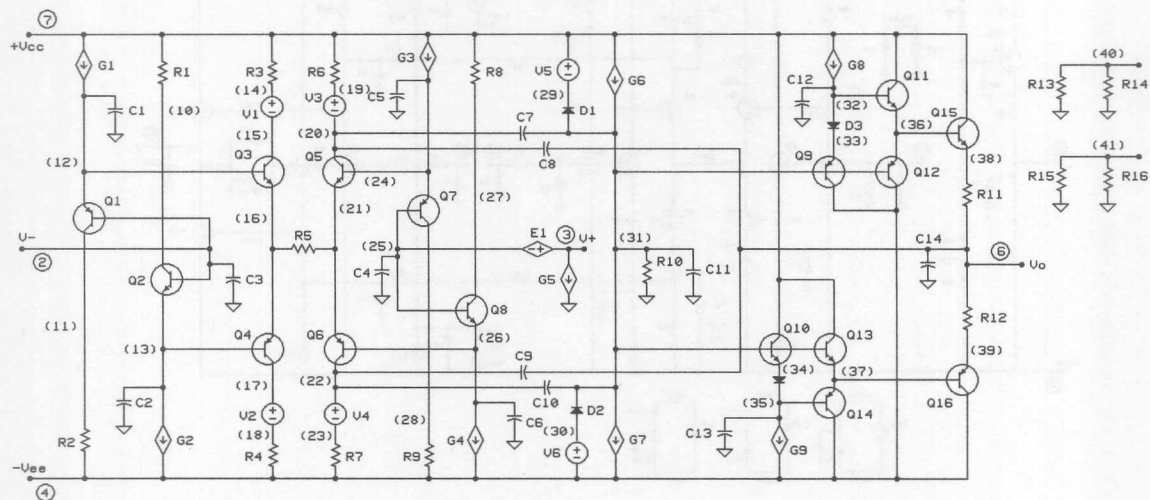 7
+Vcc
G1
R1
R3
R6
G3
R8
V5
G6
G8
(40)
(14)
(19)
(29)
C12
Q11
R13
R14
C1
(10)
V1
V3
C5
D1
(32)
Q15
(15)
(20)
C7
D3
(36)
(33)
C8
(12)
Q3
Q5
(24)
Q9
Q12
(38)
(41)
(16)
(21)
Q7
(27)
R11
R15
R16
Q1
V-
R5
(25)
E1
3
V+
(31)
C14
6
2
Q2
C3
C4
G5
R10
C11
Vo
Q8
(11)
(26)
R12
(13)
Q4
Q6
Q10
Q13
C9
(34)
(39)
(17)
(22)
(37)
C10
D2
(35)
Q14
Q16
C2
V2
V4
(28)
C6
(30)
C13
R2
G2
(18)
(23)
G4
V6
G7
G9
R4
R7
R9
-Vee
4